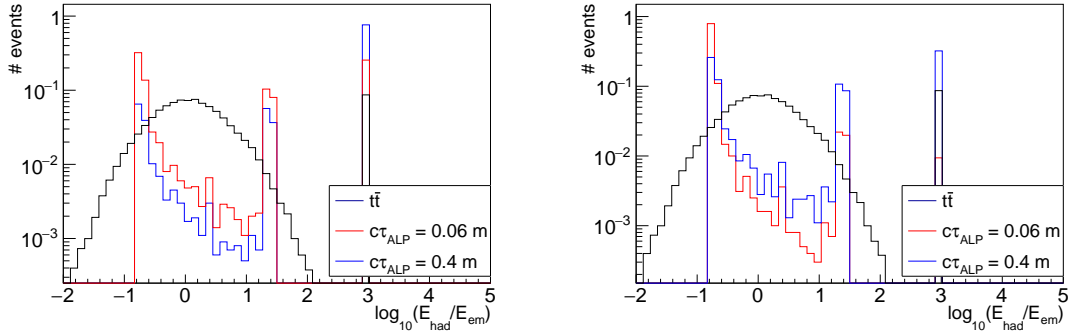 # events
1
10⁻¹
10⁻²
10⁻³
−2 −1 0 1 2 3 4 5
log₁₀(E_had/E_em)
tt̄
cτ_ALP = 0.06 m
cτ_ALP = 0.4 m
# events
1
10⁻¹
10⁻²
10⁻³
−2 −1 0 1 2 3 4 5
log₁₀(E_had/E_em)
tt̄
cτ_ALP = 0.06 m
cτ_ALP = 0.4 m